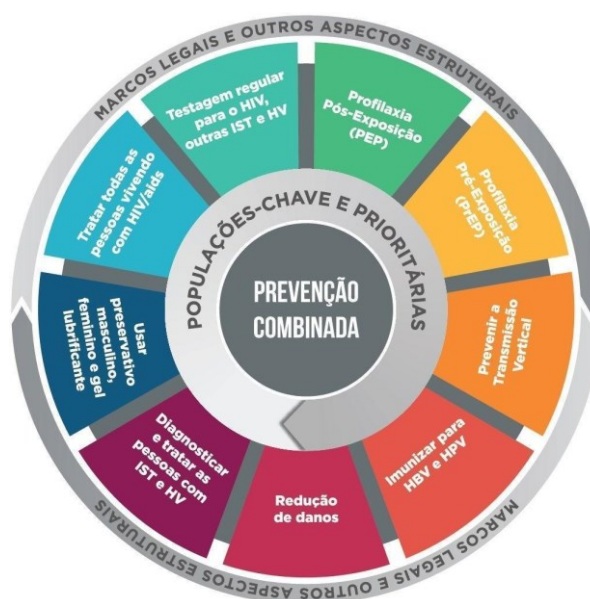 MARCOS LEGAIS E OUTROS ASPECTOS ESTRUTURAIS
Testagem regular
para o HIV,
outras IST e HV
Profilaxia
Pós-Exposição
(PEP)
Profilaxia
Pré-Exposição
(PrEP)
Prevenir a
Transmissão
Vertical
Imunizar para
HBV e HPV
Redução
de danos
Diagnosticar
e tratar as
pessoas com
IST e HV
Usar
preservativo
masculino,
feminino e gel
lubrificante
Tratar todas as
pessoas vivendo
com HIV/aids
POPULAÇÕES-CHAVE E PRIORITÁRIAS
PREVENÇÃO
COMBINADA
MARCOS LEGAIS E OUTROS ASPECTOS ESTRUTURAIS